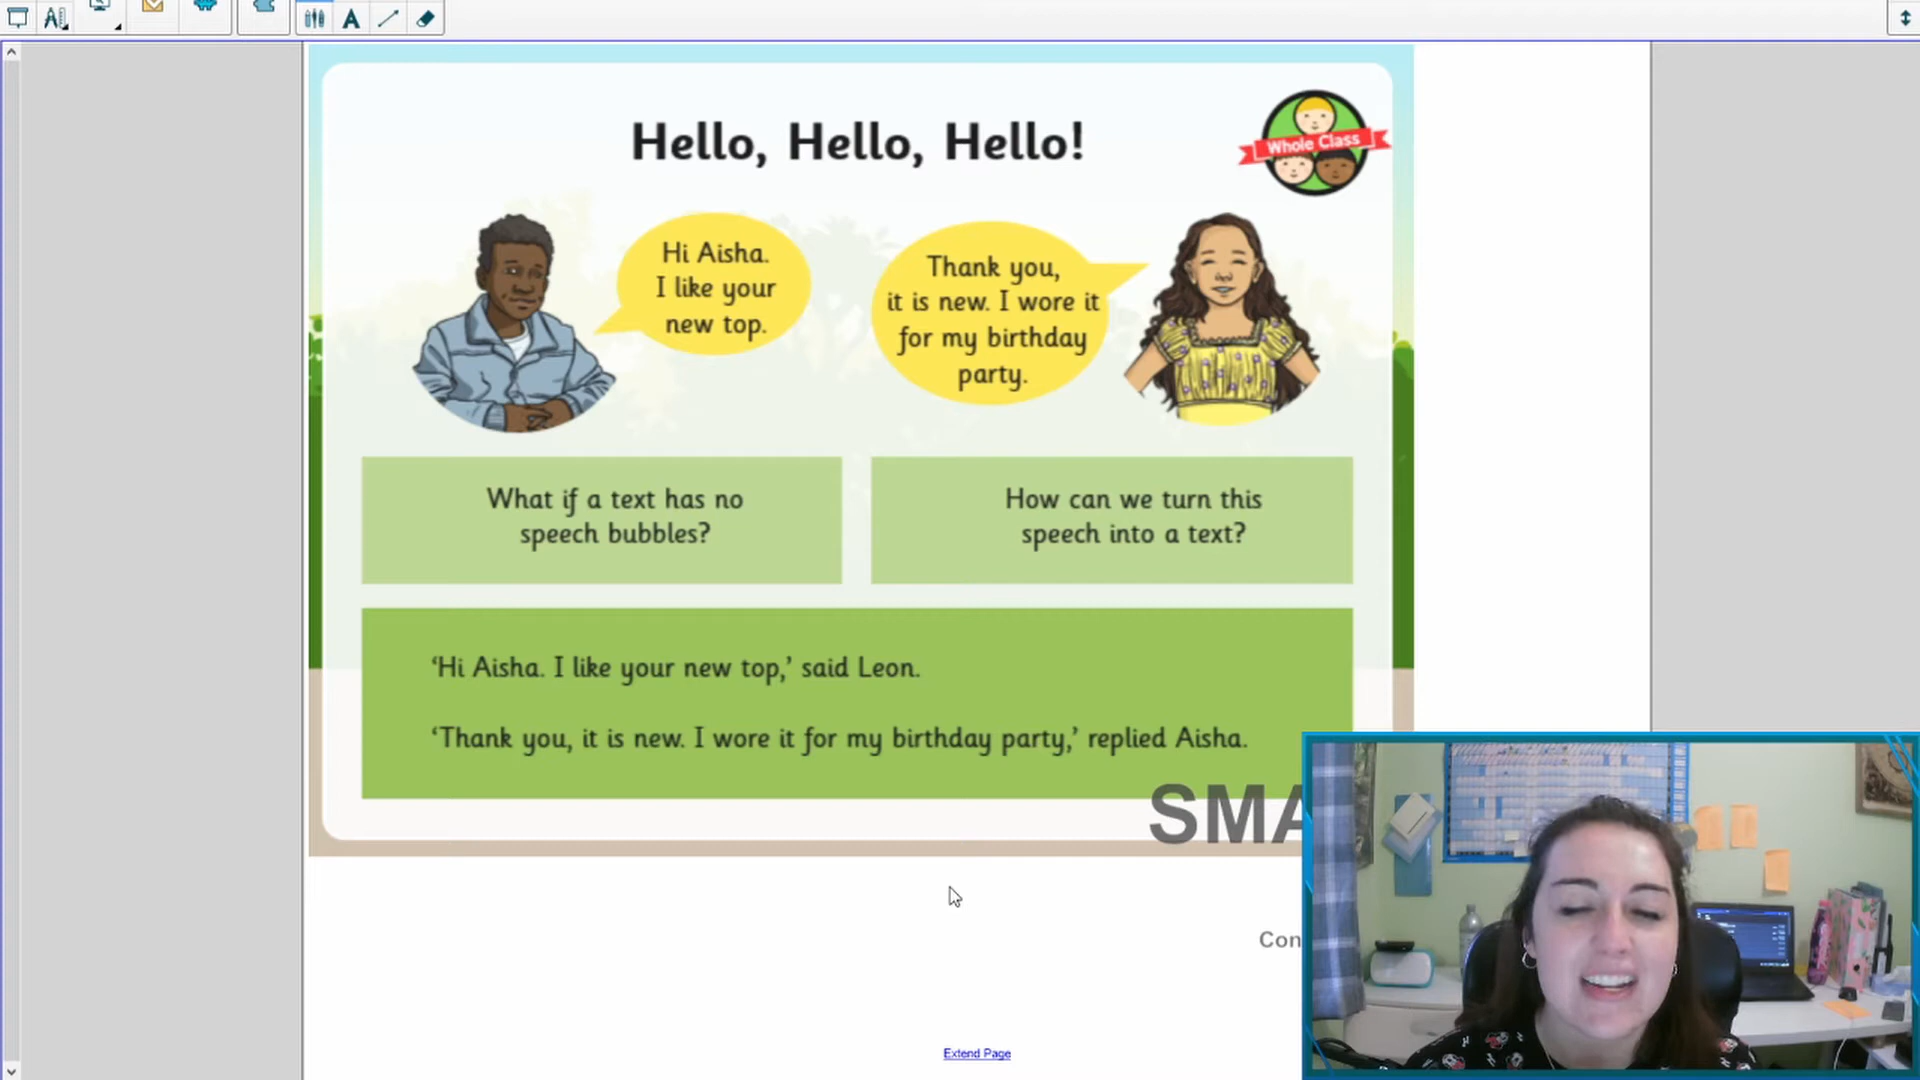 Hello, Hello, Hello!
Whole Class
Hi Aisha.
I like your
new top.
Thank you,
it is new. I wore it
for my birthday
party.
What if a text has no
speech bubbles?
How can we turn this
speech into a text?
‘Hi Aisha. I like your new top,’ said Leon.
‘Thank you, it is new. I wore it for my birthday party,’ replied Aisha.
SMA
Con
Extend Page